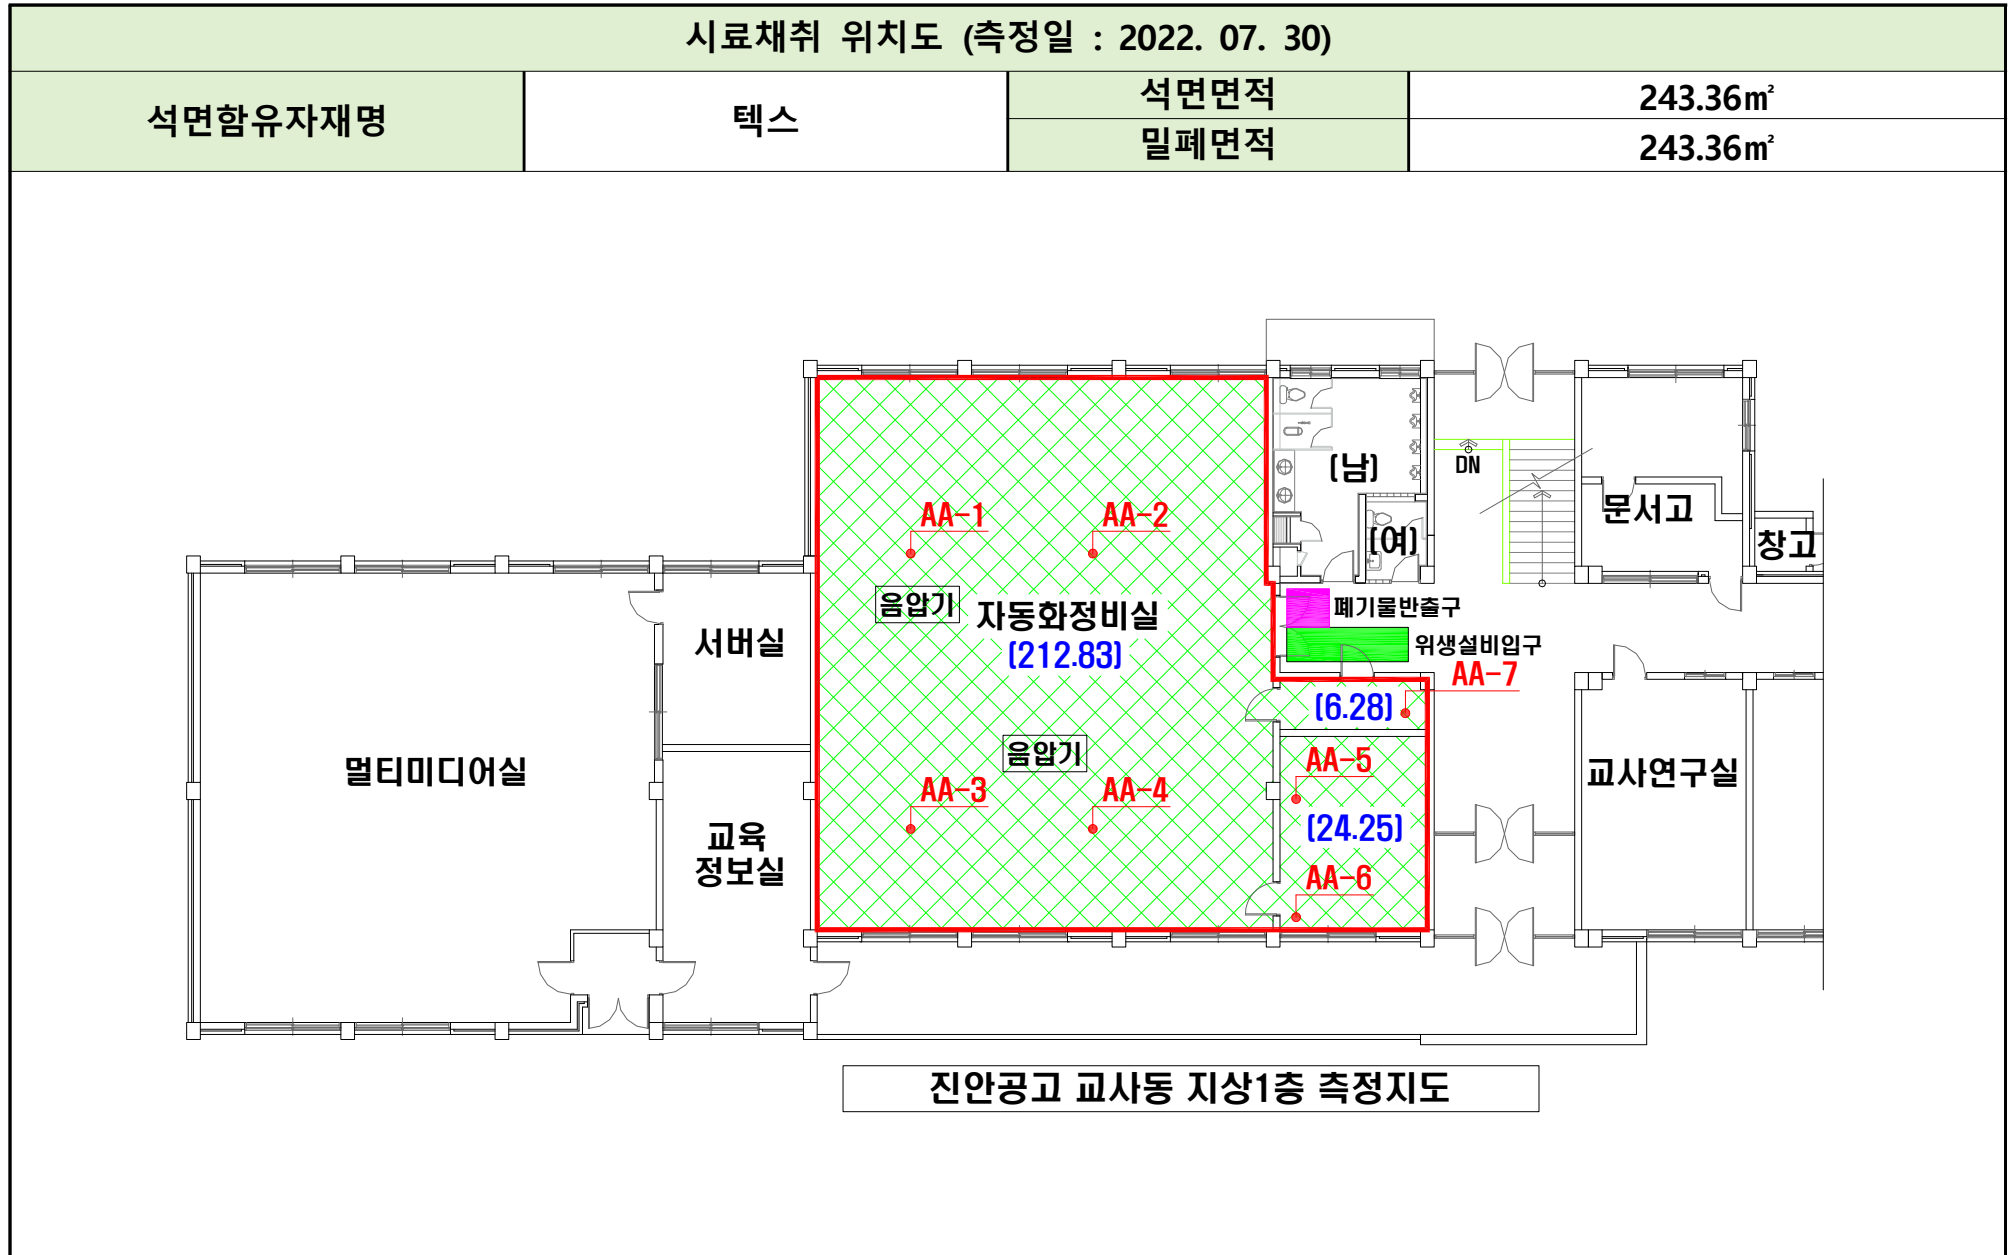 시료채취 위치도 (측정일 : 2022. 07. 30)
석면함유자재명
텍스
석면면적
243.36㎡
밀폐면적
243.36㎡
(남)
DN
문서고
AA-1
AA-2
(여)
창고
음압기
자동화정비실
(212.83)
폐기물반출구
서버실
위생설비입구
AA-7
(6.28)
음압기
AA-5
멀티미디어실
교사연구실
AA-3
AA-4
(24.25)
교육
정보실
AA-6
진안공고 교사동 지상1층 측정지도